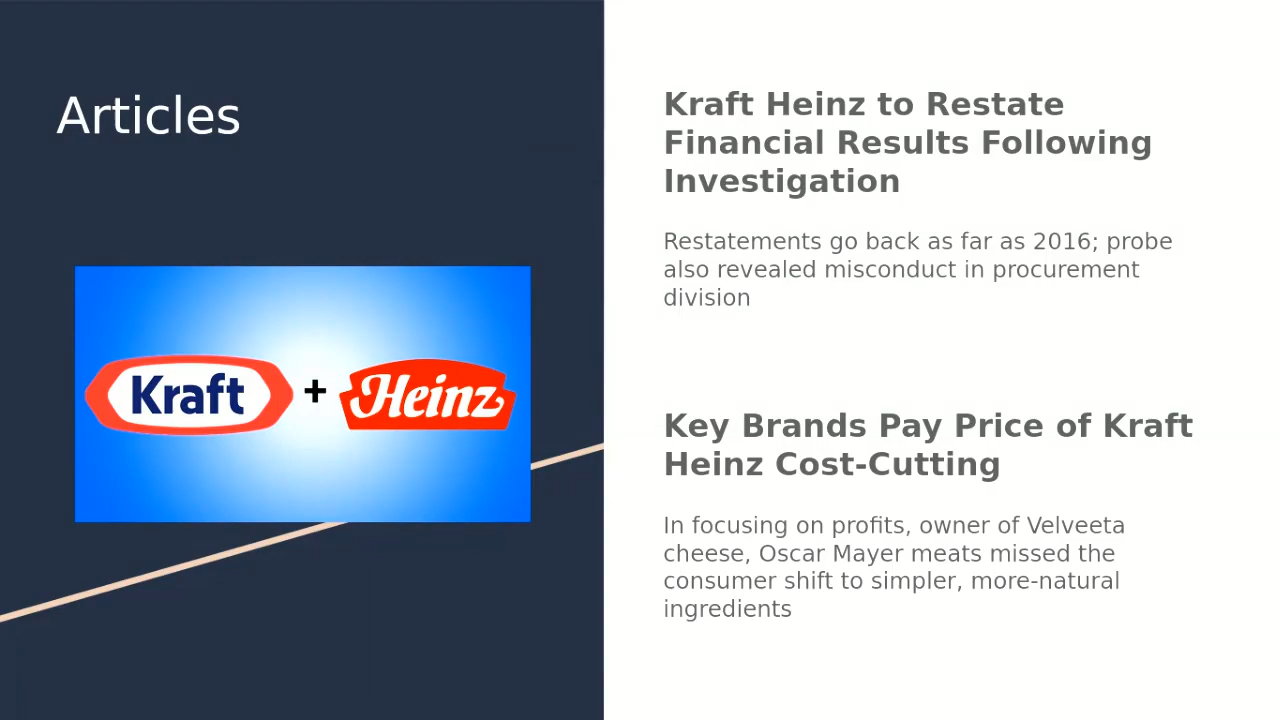 Articles
Kraft + Heinz
Kraft Heinz to Restate
Financial Results Following
Investigation
Restatements go back as far as 2016; probe
also revealed misconduct in procurement
division
Key Brands Pay Price of Kraft
Heinz Cost-Cutting
In focusing on profits, owner of Velveeta
cheese, Oscar Mayer meats missed the
consumer shift to simpler, more-natural
ingredients